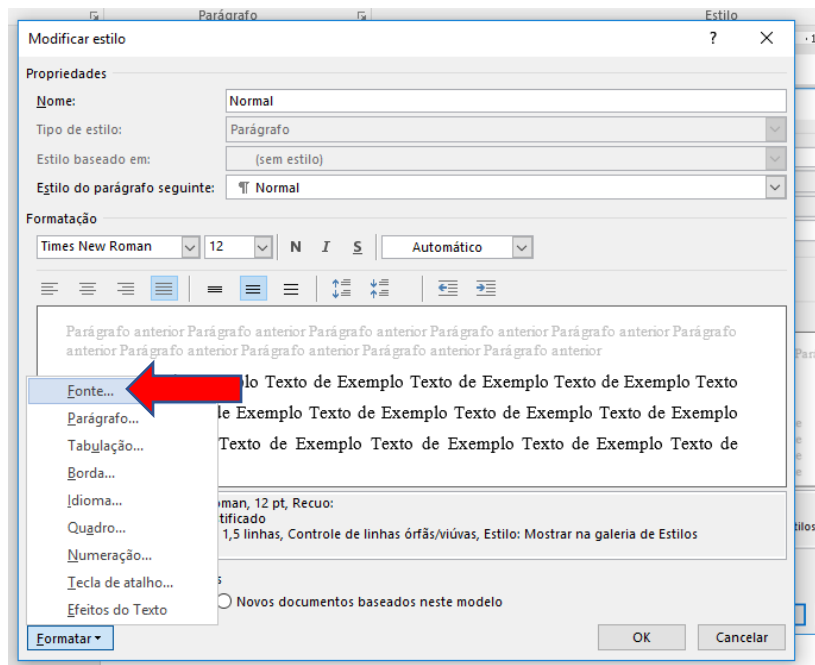 Parágrafo
Estilo
Modificar estilo
?
Propriedades
Nome:
Normal
Tipo de estilo:
Parágrafo
Estilo baseado em:
(sem estilo)
Estilo do parágrafo seguinte:
¶ Normal
Formatação
Times New Roman
12
N I S
Automático
Parágrafo anterior Parágrafo anterior Parágrafo anterior Parágrafo anterior Parágrafo anterior Parágrafo
anterior Parágrafo anterior Parágrafo anterior Parágrafo anterior Parágrafo anterior
lo Texto de Exemplo Texto de Exemplo Texto de Exemplo Texto
de Exemplo Texto de Exemplo Texto de Exemplo Texto de Exemplo
Texto de Exemplo Texto de Exemplo Texto de Exemplo Texto de
Fonte...
Parágrafo...
Tabulação...
Borda...
Idioma...
Quadro...
Numeração...
Tecla de atalho...
Efeitos do Texto
oman, 12 pt, Recuo:
tificado
1,5 linhas, Controle de linhas órfãs/viúvas, Estilo: Mostrar na galeria de Estilos
s
Novos documentos baseados neste modelo
Formatar
OK
Cancelar